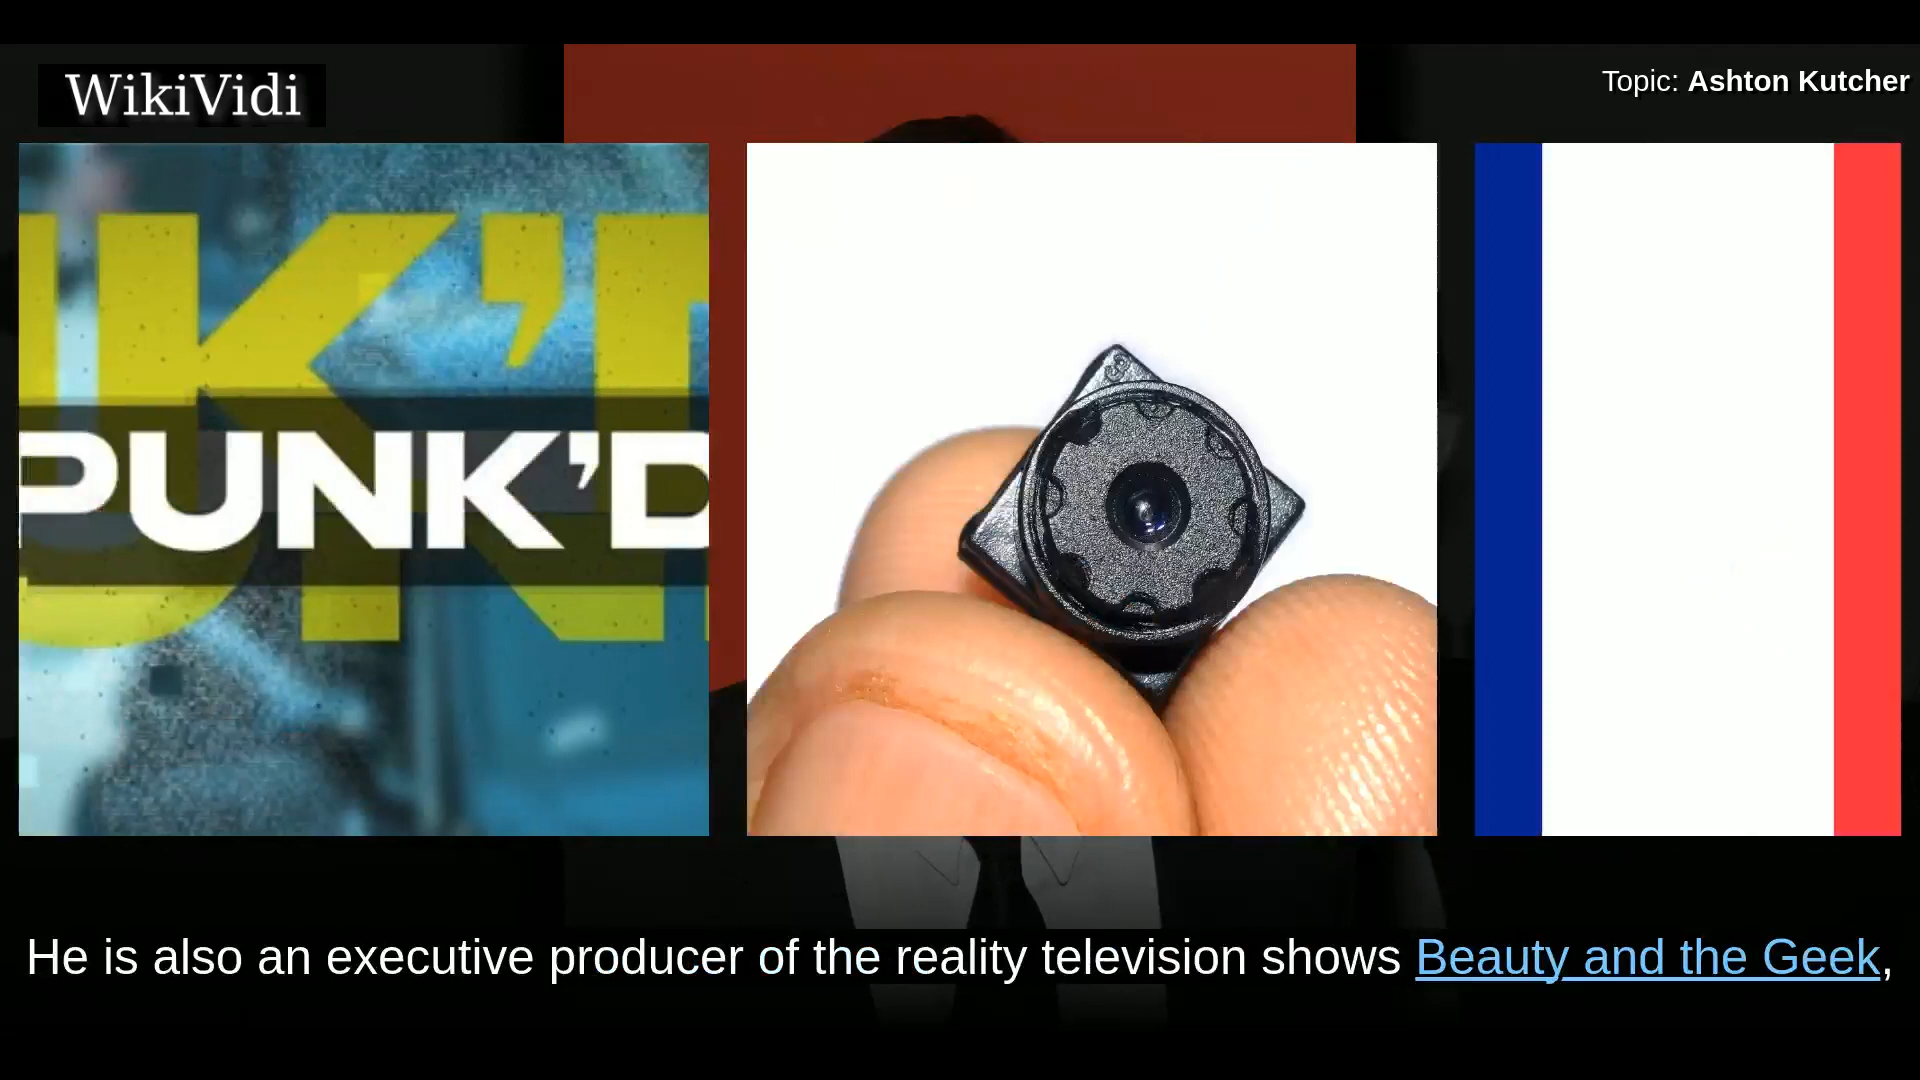 WikiVidi
Topic: Ashton Kutcher
K'D
PUNK'D
He is also an executive producer of the reality television shows Beauty and the Geek,